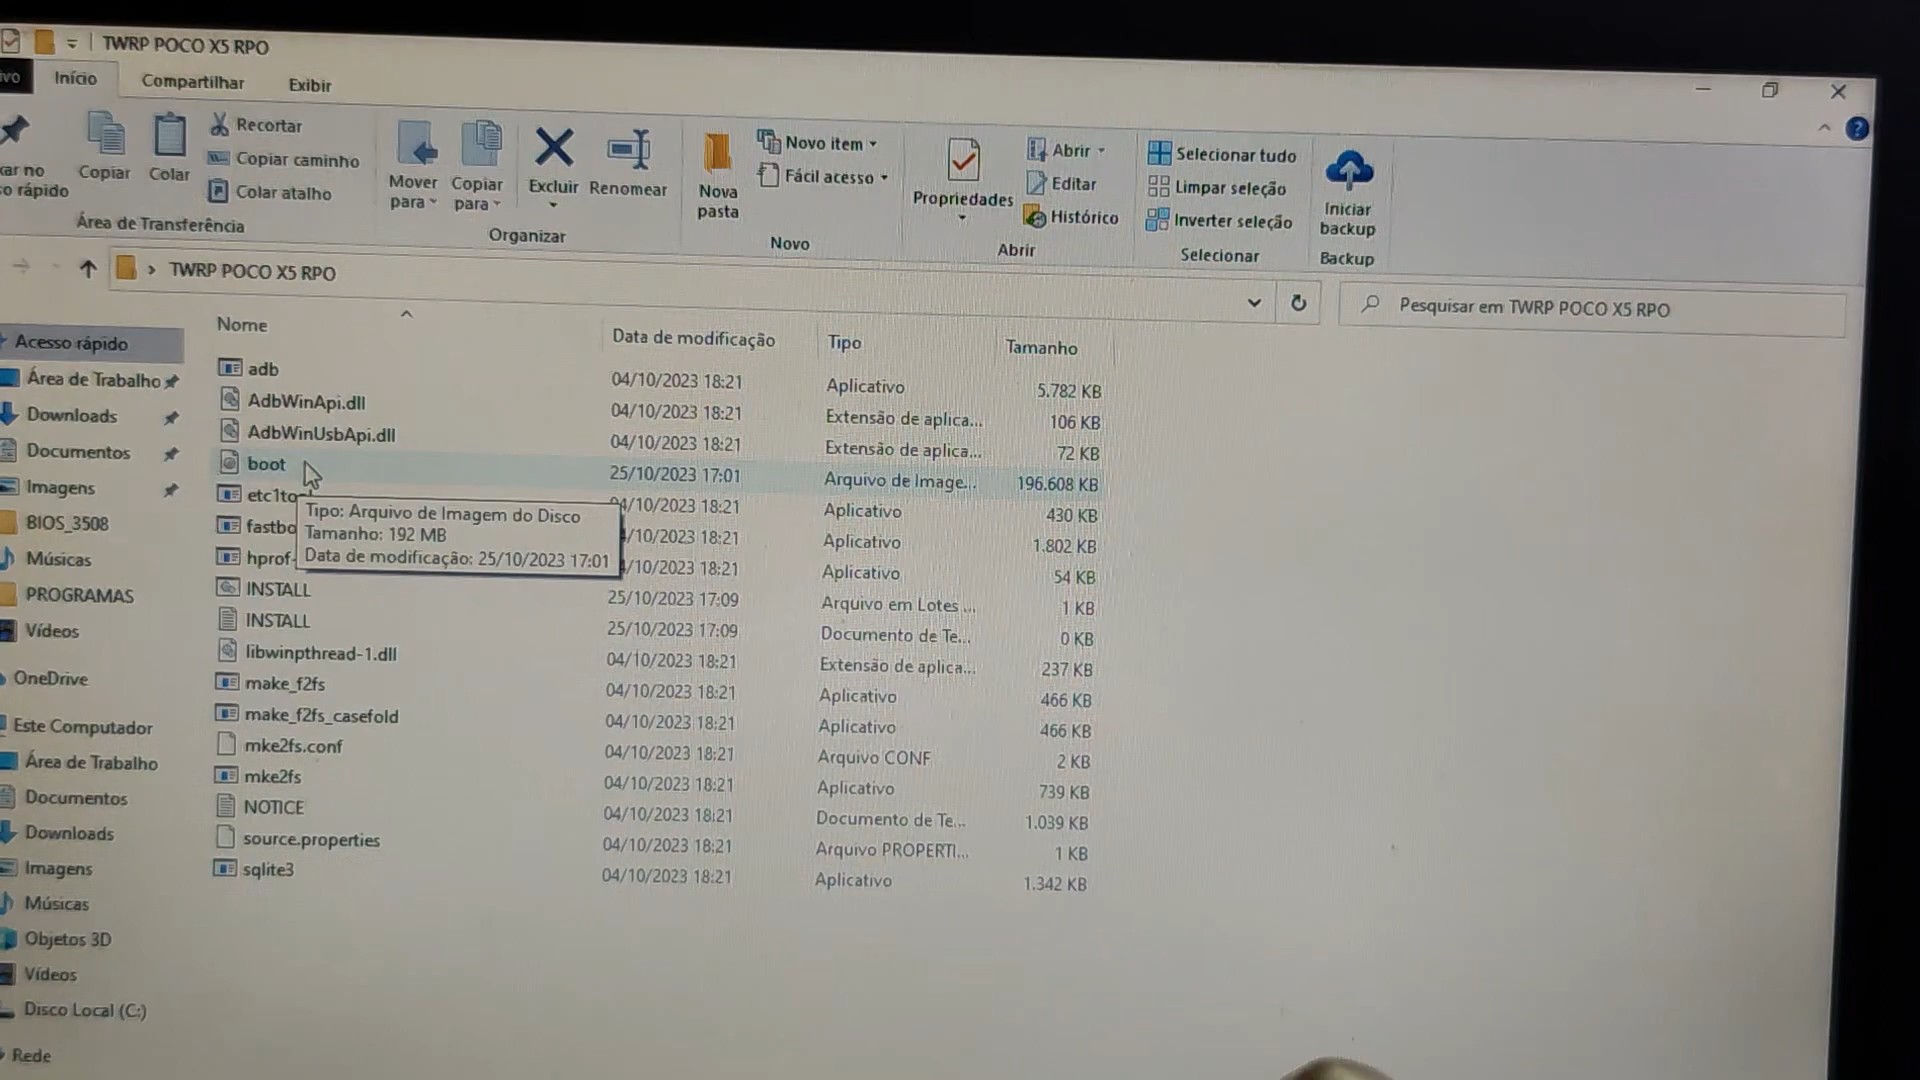 TWRP POCO X5 RPO
ivo
Início
Compartilhar
Exibir
xar no
so rápido
Copiar
Colar
Recortar
Copiar caminho
Colar atalho
Área de Transferência
Mover
para
Copiar
para
Excluir
Renomear
Organizar
Nova
pasta
Novo item
Fácil acesso
Novo
Propriedades
Abrir
Editar
Histórico
Abrir
Selecionar tudo
Limpar seleção
Inverter seleção
Selecionar
Iniciar
backup
Backup
TWRP POCO X5 RPO
Pesquisar em TWRP POCO X5 RPO
Acesso rápido
Área de Trabalho
Downloads
Documentos
Imagens
BIOS_3508
Músicas
PROGRAMAS
Vídeos
OneDrive
Este Computador
Área de Trabalho
Documentos
Downloads
Imagens
Músicas
Objetos 3D
Vídeos
Disco Local (C:)
Rede
Nome Data de modificação Tipo Tamanho
adb 04/10/2023 18:21 Aplicativo 5.782 KB
AdbWinApi.dll 04/10/2023 18:21 Extensão de aplica... 106 KB
AdbWinUsbApi.dll 04/10/2023 18:21 Extensão de aplica... 72 KB
boot 25/10/2023 17:01 Arquivo de Image... 196.608 KB
etc1to 04/10/2023 18:21 Aplicativo 430 KB
fastbo /10/2023 18:21 Aplicativo 1.802 KB
hprof- /10/2023 18:21 Aplicativo 54 KB
INSTALL 25/10/2023 17:09 Arquivo em Lotes ... 1 KB
INSTALL 25/10/2023 17:09 Documento de Te... 0 KB
libwinpthread-1.dll 04/10/2023 18:21 Extensão de aplica... 237 KB
make_f2fs 04/10/2023 18:21 Aplicativo 466 KB
make_f2fs_casefold 04/10/2023 18:21 Aplicativo 466 KB
mke2fs.conf 04/10/2023 18:21 Arquivo CONF 2 KB
mke2fs 04/10/2023 18:21 Aplicativo 739 KB
NOTICE 04/10/2023 18:21 Documento de Te... 1.039 KB
source.properties 04/10/2023 18:21 Arquivo PROPERTI... 1 KB
sqlite3 04/10/2023 18:21 Aplicativo 1.342 KB
Tipo: Arquivo de Imagem do Disco
Tamanho: 192 MB
Data de modificação: 25/10/2023 17:01